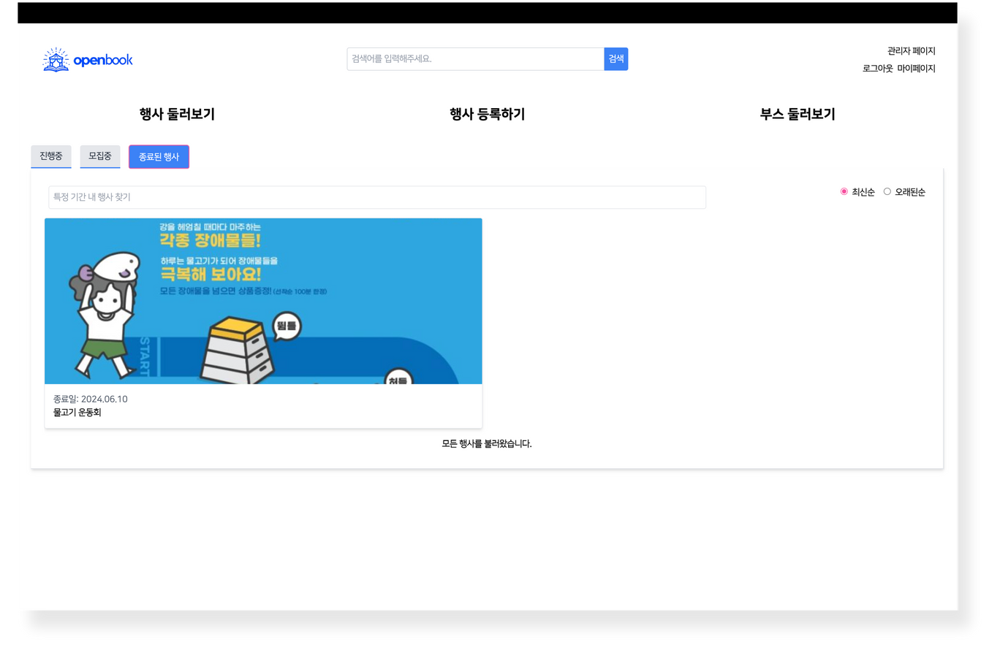 openbook
검색어를 입력해주세요.
검색
관리자 페이지
로그아웃 마이페이지
행사 둘러보기
행사 등록하기
부스 둘러보기
진행중
모집중
종료된 행사
특정 기간 내 행사 찾기
최신순
오래된순
강을 헤엄칠 때마다 마주하는
각종 장애물들!
하루는 물고기가 되어 장애물들을
극복해 보아요!
모든 장애물을 넘으면 상품증정! (선착순 100분 한정)
뜀틀
START
허들
종료일: 2024.06.10
물고기 운동회
모든 행사를 불러왔습니다.